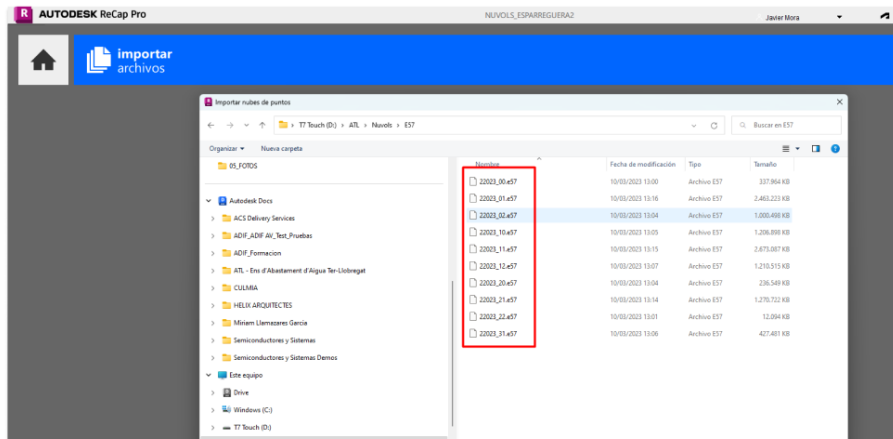 R AUTODESK ReCap Pro NUVOLS_ESPARREGUERA2 Javier Mora
importar
archivos
Importar nubes de puntos
T7 Touch (D:) > ATL > Nuvols > E57 Buscar en E57
Organizar Nueva carpeta
05_FOTOS
Autodesk Docs
ACS Delivery Services
ADIF_ADIF AV_Test_Pruebas
ADIF_Formacion
ATL - Ens d'Abastament d'Aigua Ter-Llobregat
CULMIA
HELIX ARQUITECTES
Miriam Llamazares Garcia
Semiconductores y Sistemas
Semiconductores y Sistemas Demos
Este equipo
Drive
Windows (C:)
T7 Touch (D:)
Nombre Fecha de modificación Tipo Tamaño
22023_00.e57 10/03/2023 13:00 Archivo E57 337.964 KB
22023_01.e57 10/03/2023 13:16 Archivo E57 2.463.223 KB
22023_02.e57 10/03/2023 13:04 Archivo E57 1.000.498 KB
22023_10.e57 10/03/2023 13:05 Archivo E57 1.206.898 KB
22023_11.e57 10/03/2023 13:15 Archivo E57 2.673.087 KB
22023_12.e57 10/03/2023 13:07 Archivo E57 1.210.515 KB
22023_20.e57 10/03/2023 13:04 Archivo E57 236.549 KB
22023_21.e57 10/03/2023 13:14 Archivo E57 1.270.722 KB
22023_22.e57 10/03/2023 13:01 Archivo E57 12.094 KB
22023_31.e57 10/03/2023 13:06 Archivo E57 427.481 KB